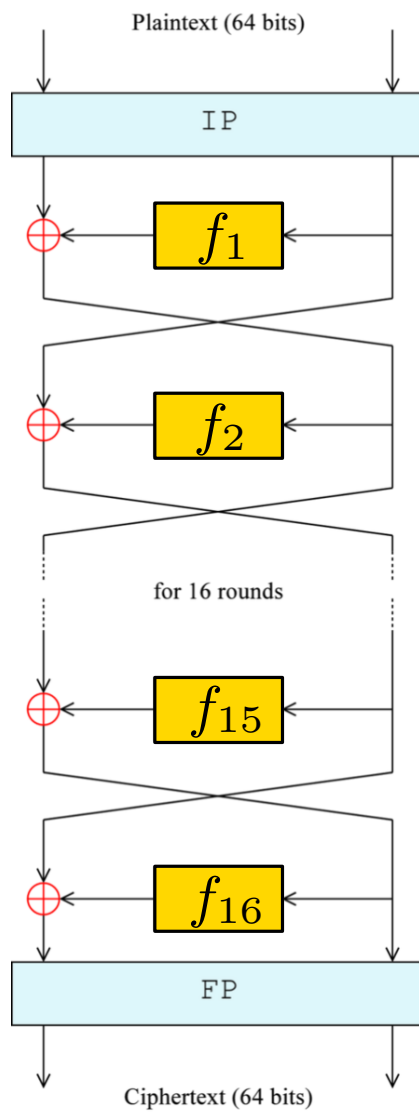 Plaintext (64 bits)
IP
f₁
f₂
for 16 rounds
f₁₅
f₁₆
FP
Ciphertext (64 bits)